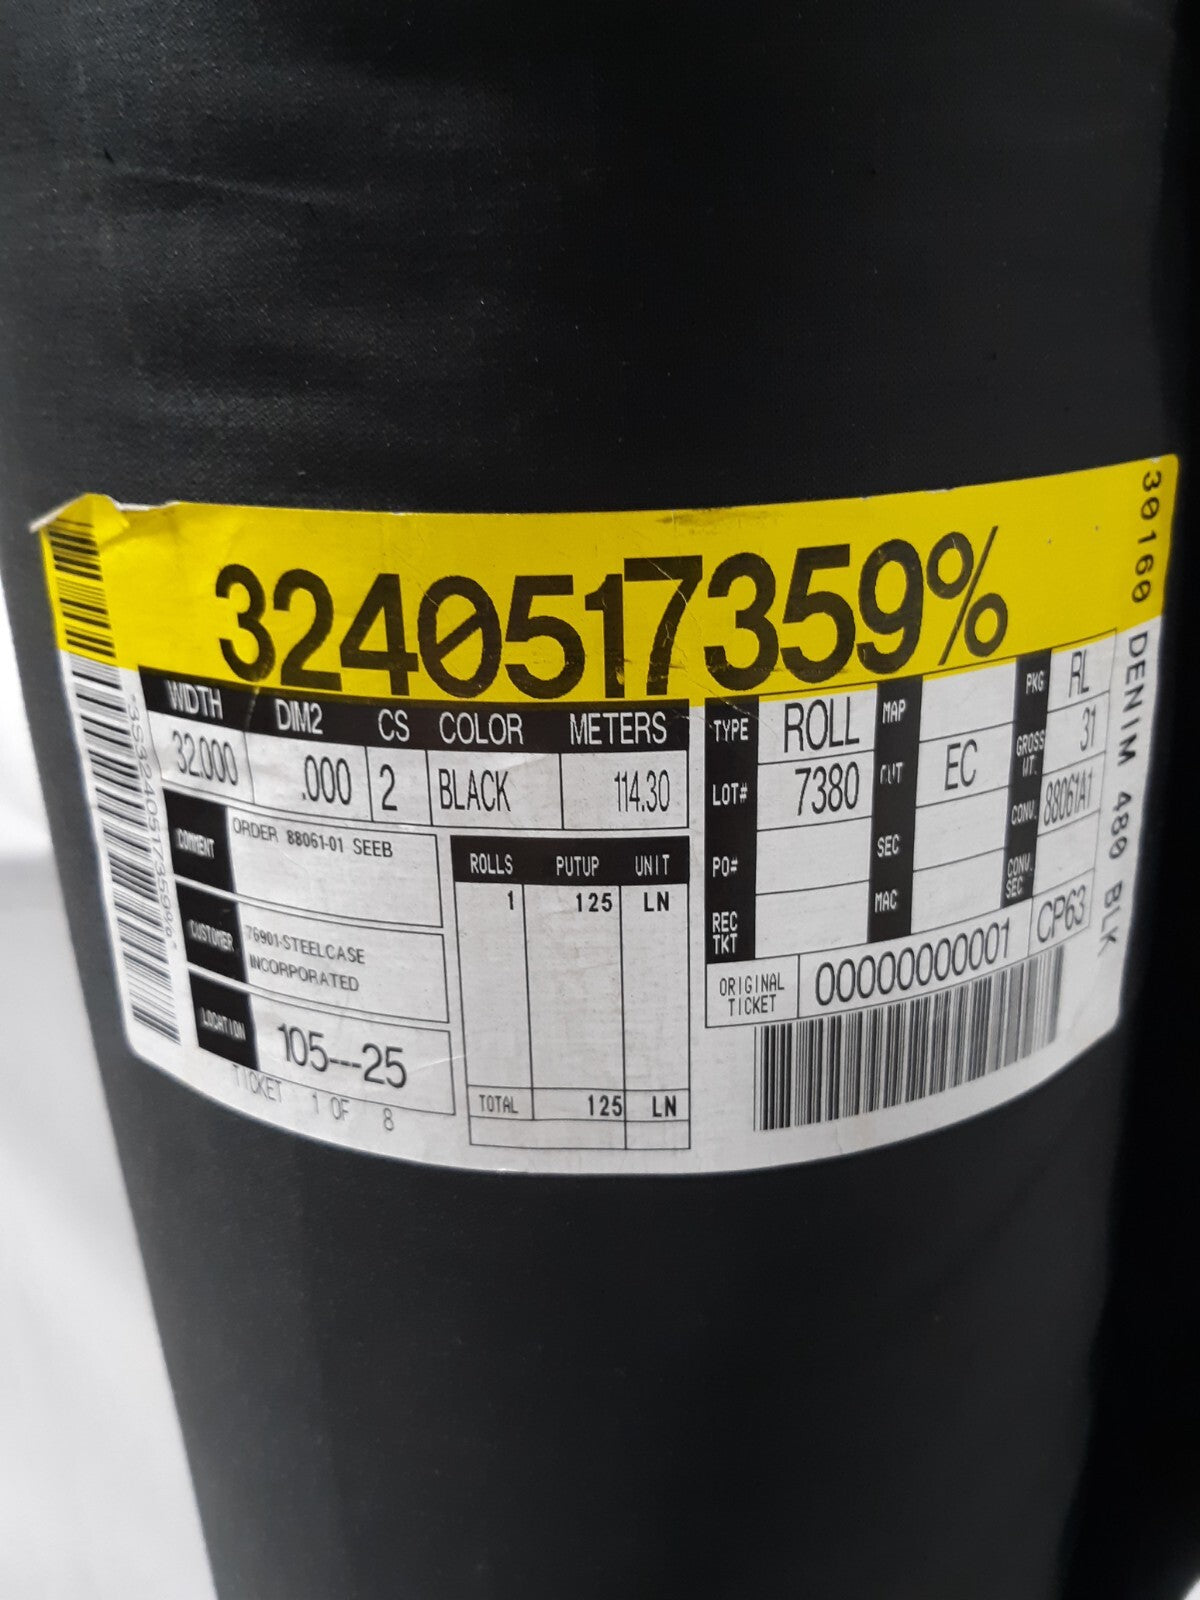 3240517359%
WIDTH DIM2 CS COLOR METERS
32.000 .000 2 BLACK 114.30
COMMENT ORDER 88061-01 SEEB
CUSTOMER 76901-STEELCASE
INCORPORATED
LOCATION 105---25
TICKET 1 OF 8
ROLLS PUTUP UNIT
1 125 LN
TOTAL 125 LN
TYPE ROLL MAP PKG RL
LOT# 7380 CUT EC GROSS WT. 31
PO# SEC CONV. 88061A1
REC TKT MAC CONV. SEC
ORIGINAL TICKET 00000000001 CP63
30160 DENIM 480 BLK